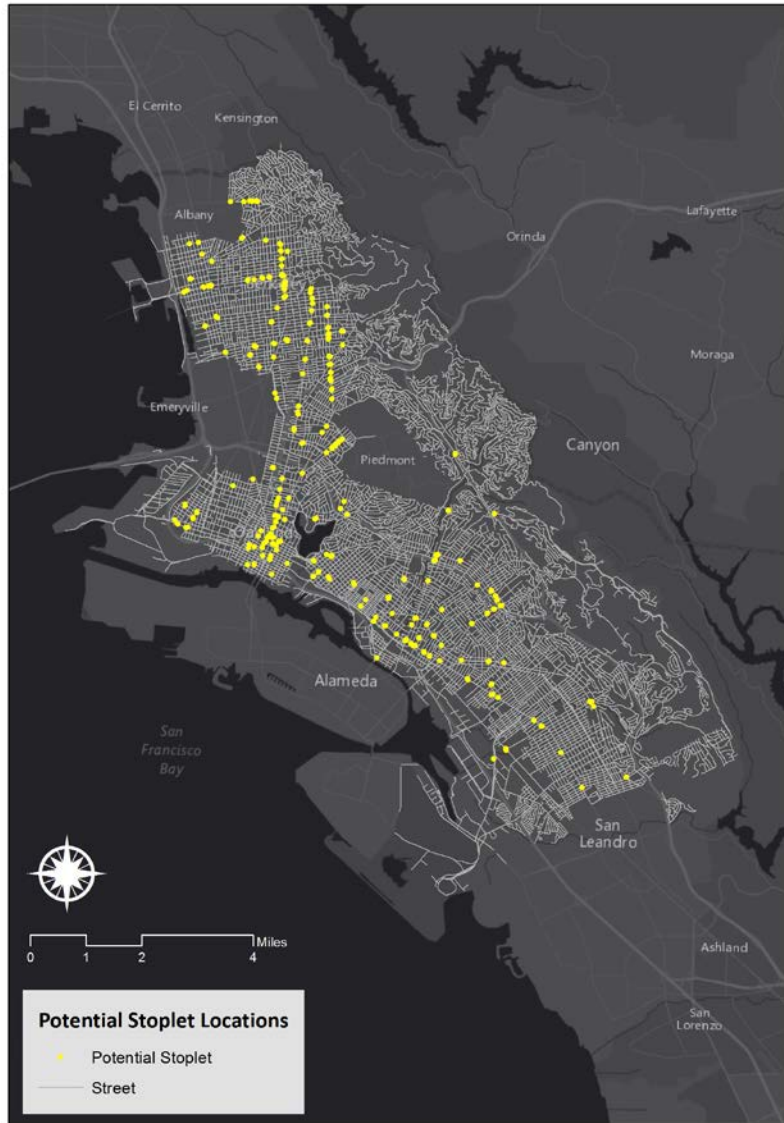 El Cerrito
Kensington
Albany
Lafayette
Orinda
Moraga
Emeryville
Canyon
Piedmont
Alameda
San
Francisco
Bay
San
Leandro
Miles
0 1 2 4
Ashland
San
Lorenzo
Potential Stoplet Locations
Potential Stoplet
Street